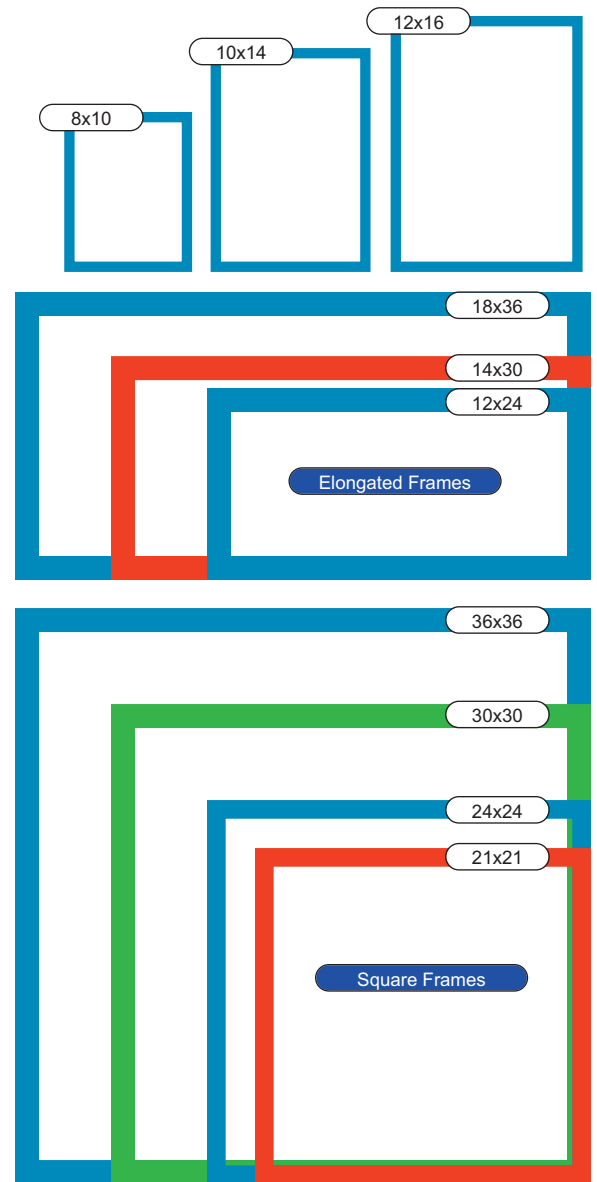 12x16
10x14
8x10
18x36
14x30
12x24
Elongated Frames
36x36
30x30
24x24
21x21
Square Frames